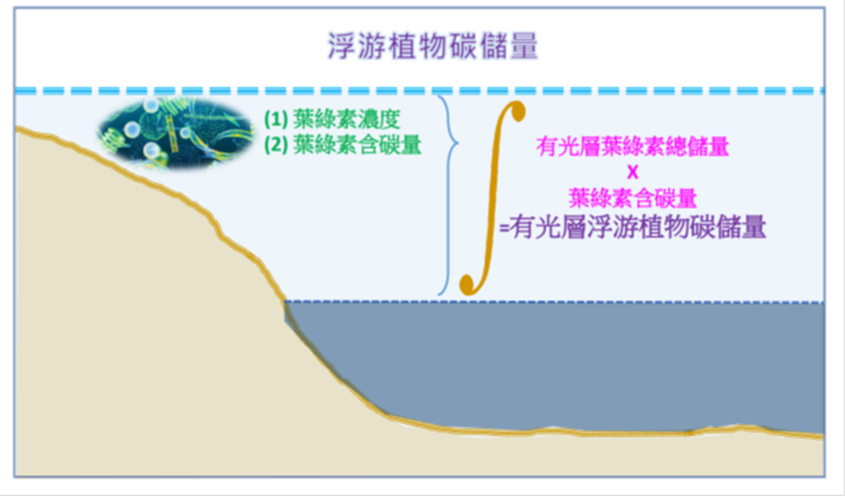 浮游植物碳儲量
(1) 葉綠素濃度
(2) 葉綠素含碳量
有光層葉綠素總儲量
X
葉綠素含碳量
=有光層浮游植物碳儲量